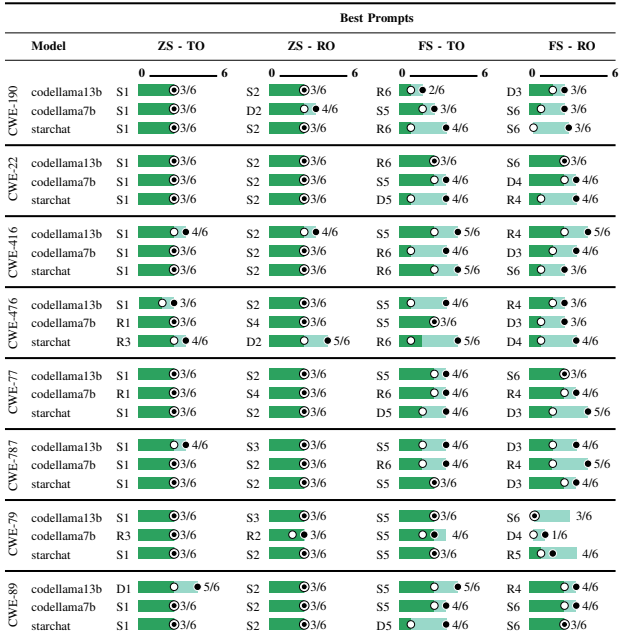 Best Prompts
Model ZS - TO ZS - RO FS - TO FS - RO
0 6 0 6 0 6 0 6
CWE-190
codellama13b S1 3/6 S2 3/6 R6 2/6 D3 3/6
codellama7b S1 3/6 D2 4/6 S5 3/6 S6 3/6
starchat S1 3/6 S2 3/6 R6 4/6 S6 3/6
CWE-22
codellama13b S1 3/6 S2 3/6 R6 3/6 S6 3/6
codellama7b S1 3/6 S2 3/6 S5 4/6 D4 4/6
starchat S1 3/6 S2 3/6 D5 4/6 R4 4/6
CWE-416
codellama13b S1 4/6 S2 4/6 S5 5/6 R4 5/6
codellama7b S1 3/6 S2 3/6 R6 4/6 D3 4/6
starchat S1 3/6 S2 3/6 R6 5/6 S6 3/6
CWE-476
codellama13b S1 3/6 S2 3/6 S5 4/6 R4 3/6
codellama7b R1 3/6 S4 3/6 S5 3/6 D3 3/6
starchat R3 4/6 D2 5/6 R6 5/6 D4 4/6
CWE-77
codellama13b S1 3/6 S2 3/6 S5 4/6 S6 3/6
codellama7b R1 3/6 S4 3/6 R6 4/6 R4 4/6
starchat S1 3/6 S2 3/6 D5 4/6 D3 5/6
CWE-787
codellama13b S1 4/6 S3 3/6 S5 4/6 D3 4/6
codellama7b S1 3/6 S2 3/6 R6 4/6 R4 5/6
starchat S1 3/6 S2 3/6 S5 3/6 D3 4/6
CWE-79
codellama13b S1 3/6 S3 3/6 S5 3/6 S6 3/6
codellama7b R3 3/6 R2 3/6 S5 4/6 D4 1/6
starchat S1 3/6 S2 3/6 S5 3/6 R5 4/6
CWE-89
codellama13b D1 5/6 S2 3/6 S5 5/6 R4 4/6
codellama7b S1 3/6 S2 3/6 S5 4/6 S6 4/6
starchat S1 3/6 S2 3/6 D5 4/6 S6 3/6